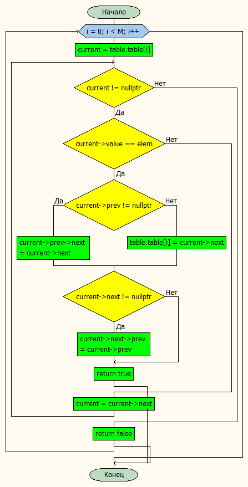 Начало
i = 0; i < M; i++
current = table.table[i]
current != nullptr
Нет
Да
current->value == elem
Нет
Да
current->prev != nullptr
Да
Нет
current->prev->next
= current->next
table.table[i] = current->next
current->next != nullptr
Нет
Да
current->next->prev
= current->prev
return true
current = current->next
return false
Конец